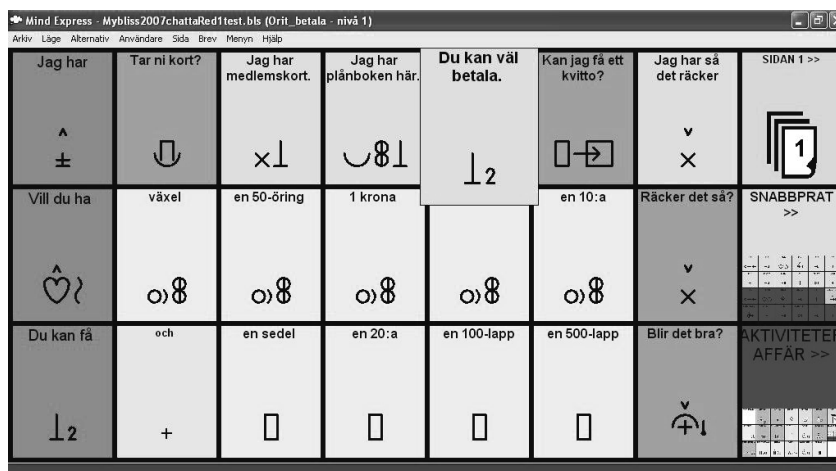 Mind Express - Mybliss2007chattaRed1test.bls (Orit_betala - nivå 1)
Arkiv Läge Alternativ Användare Sida Brev Menyn Hjälp
Jag har
Tar ni kort?
Jag har
medlemskort.
Jag har
plånboken här.
Du kan väl
betala.
Kan jag få ett
kvitto?
Jag har så
det räcker
SIDAN 1 >>
1
2
Vill du ha
växel
en 50-öring
1 krona
en 10:a
Räcker det så?
SNABBPRAT
>>
Du kan få
och
en sedel
en 20:a
en 100-lapp
en 500-lapp
Blir det bra?
AKTIVITETER
AFFÄR >>
2
+